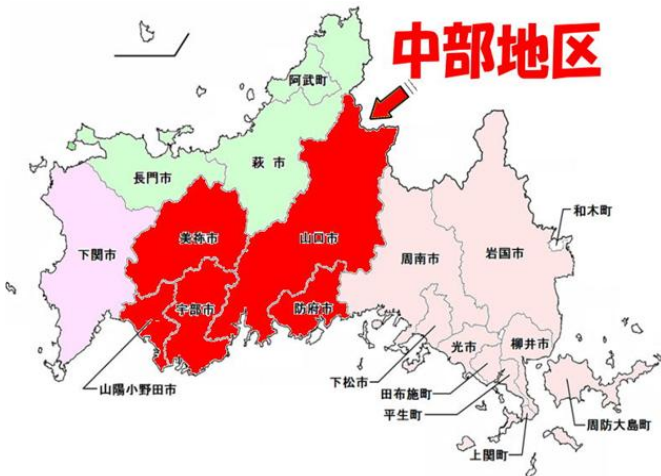 中部地区
阿武町
萩市
長門市
和木町
美祢市
山口市
下関市
岩国市
周南市
宇部市
防府市
柳井市
光市
下松市
山陽小野田市
田布施町
平生町
周防大島町
上関町